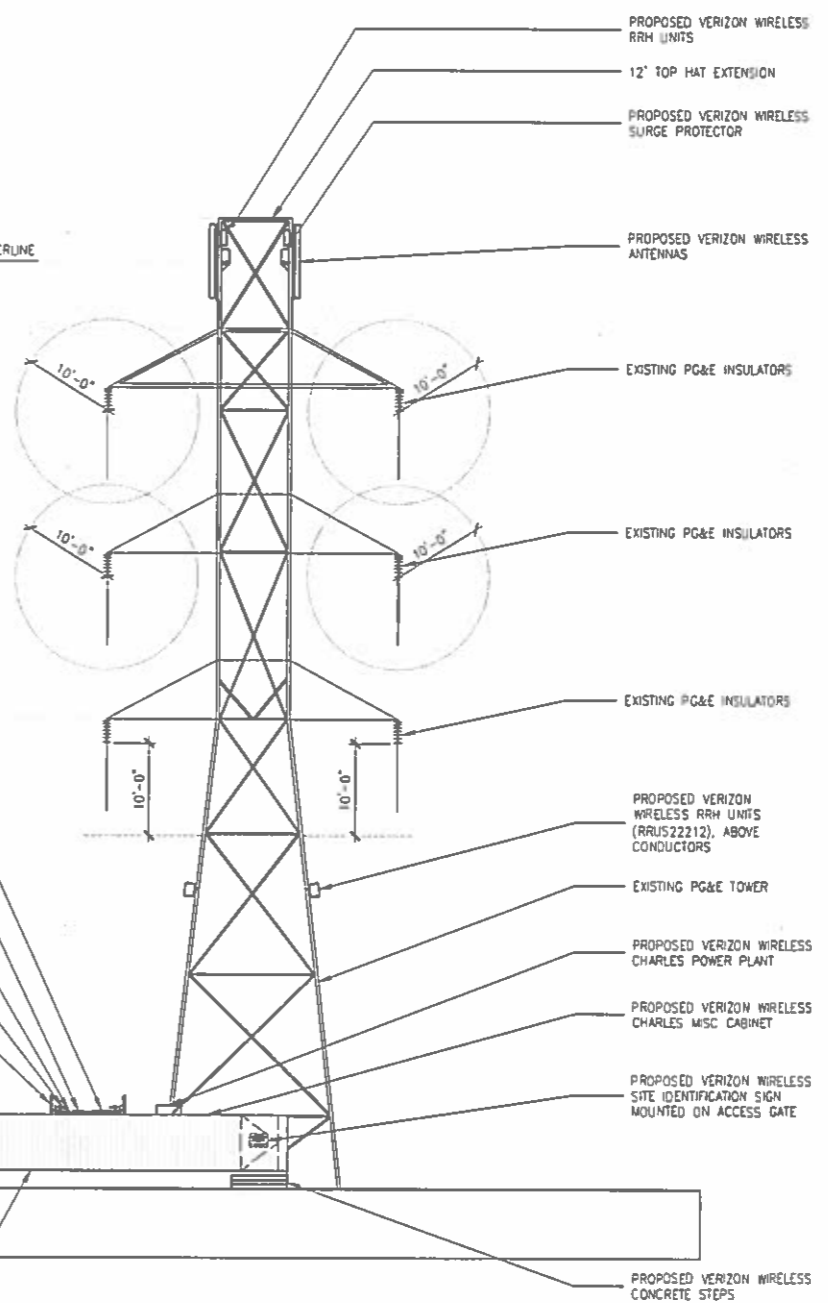 PROPOSED VERIZON WIRELESS
RRH UNITS
12' TOP HAT EXTENSION
PROPOSED VERIZON WIRELESS
SURGE PROTECTOR
ERLINE
PROPOSED VERIZON WIRELESS
ANTENNAS
10'-0"
10'-0"
EXISTING PG&E INSULATORS
10'-0"
10'-0"
EXISTING PG&E INSULATORS
EXISTING PG&E INSULATORS
10'-0"
10'-0"
PROPOSED VERIZON
WIRELESS RRH UNITS
(RRUS22212), ABOVE
CONDUCTORS
EXISTING PG&E TOWER
PROPOSED VERIZON WIRELESS
CHARLES POWER PLANT
PROPOSED VERIZON WIRELESS
CHARLES MISC CABINET
PROPOSED VERIZON WIRELESS
SITE IDENTIFICATION SIGN
MOUNTED ON ACCESS GATE
PROPOSED VERIZON WIRELESS
CONCRETE STEPS